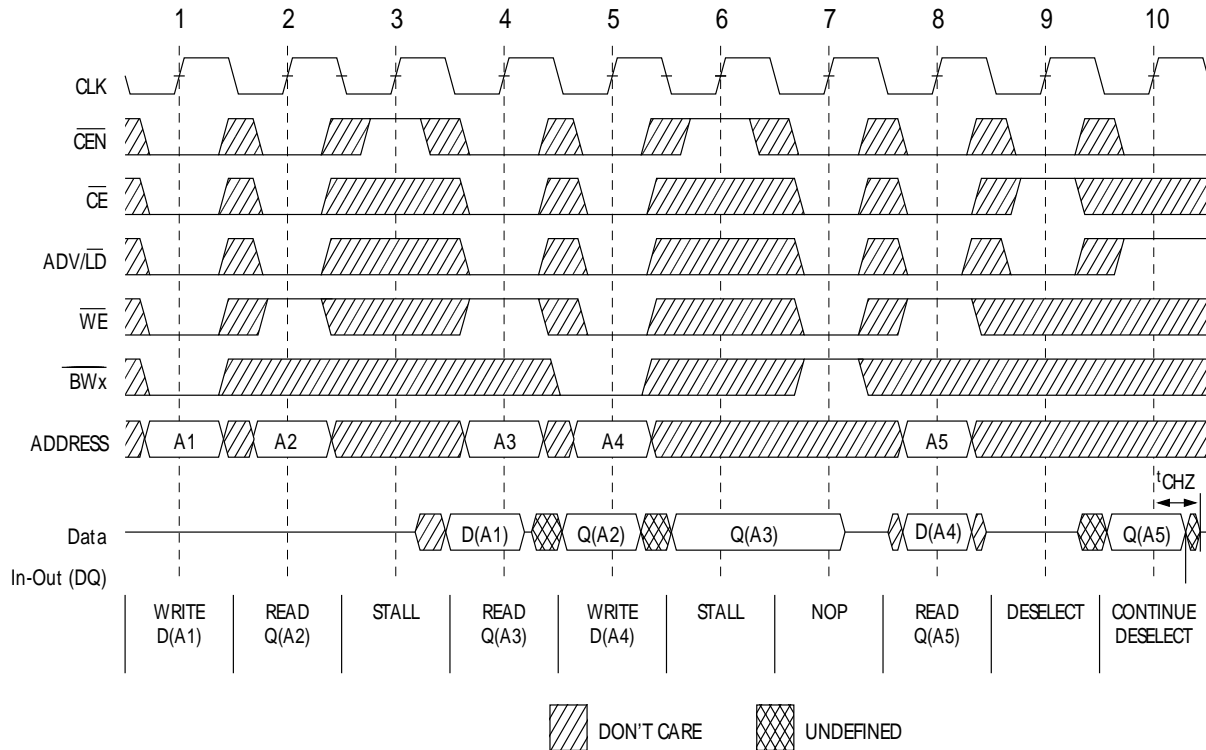 1 2 3 4 5 6 7 8 9 10
CLK
CEN
CE
ADV/LD
WE
BWx
ADDRESS A1 A2 A3 A4 A5
tCHZ
Data D(A1) Q(A2) Q(A3) D(A4) Q(A5)
In-Out (DQ)
WRITE READ STALL READ WRITE STALL NOP READ DESELECT CONTINUE
D(A1) Q(A2) Q(A3) D(A4) Q(A5) DESELECT
DON'T CARE UNDEFINED